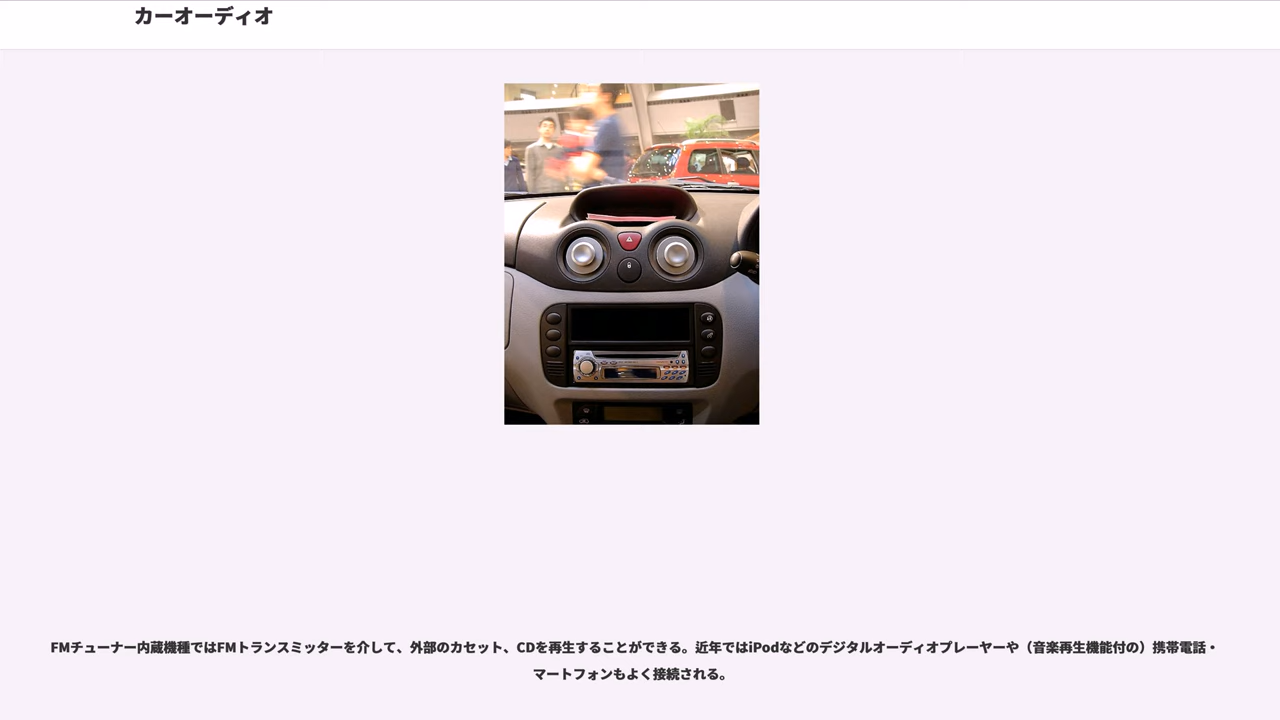 カーオーディオ
FMチューナー内蔵機種ではFMトランスミッターを介して、外部のカセット、CDを再生することができる。近年ではiPodなどのデジタルオーディオプレーヤーや（音楽再生機能付の）携帯電話・
マートフォンもよく接続される。